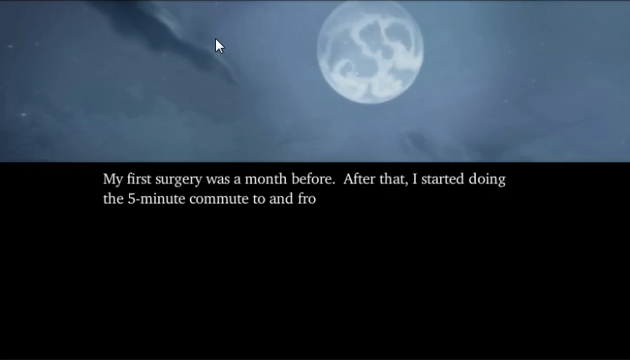 My first surgery was a month before.  After that, I started doing
the 5-minute commute to and fro